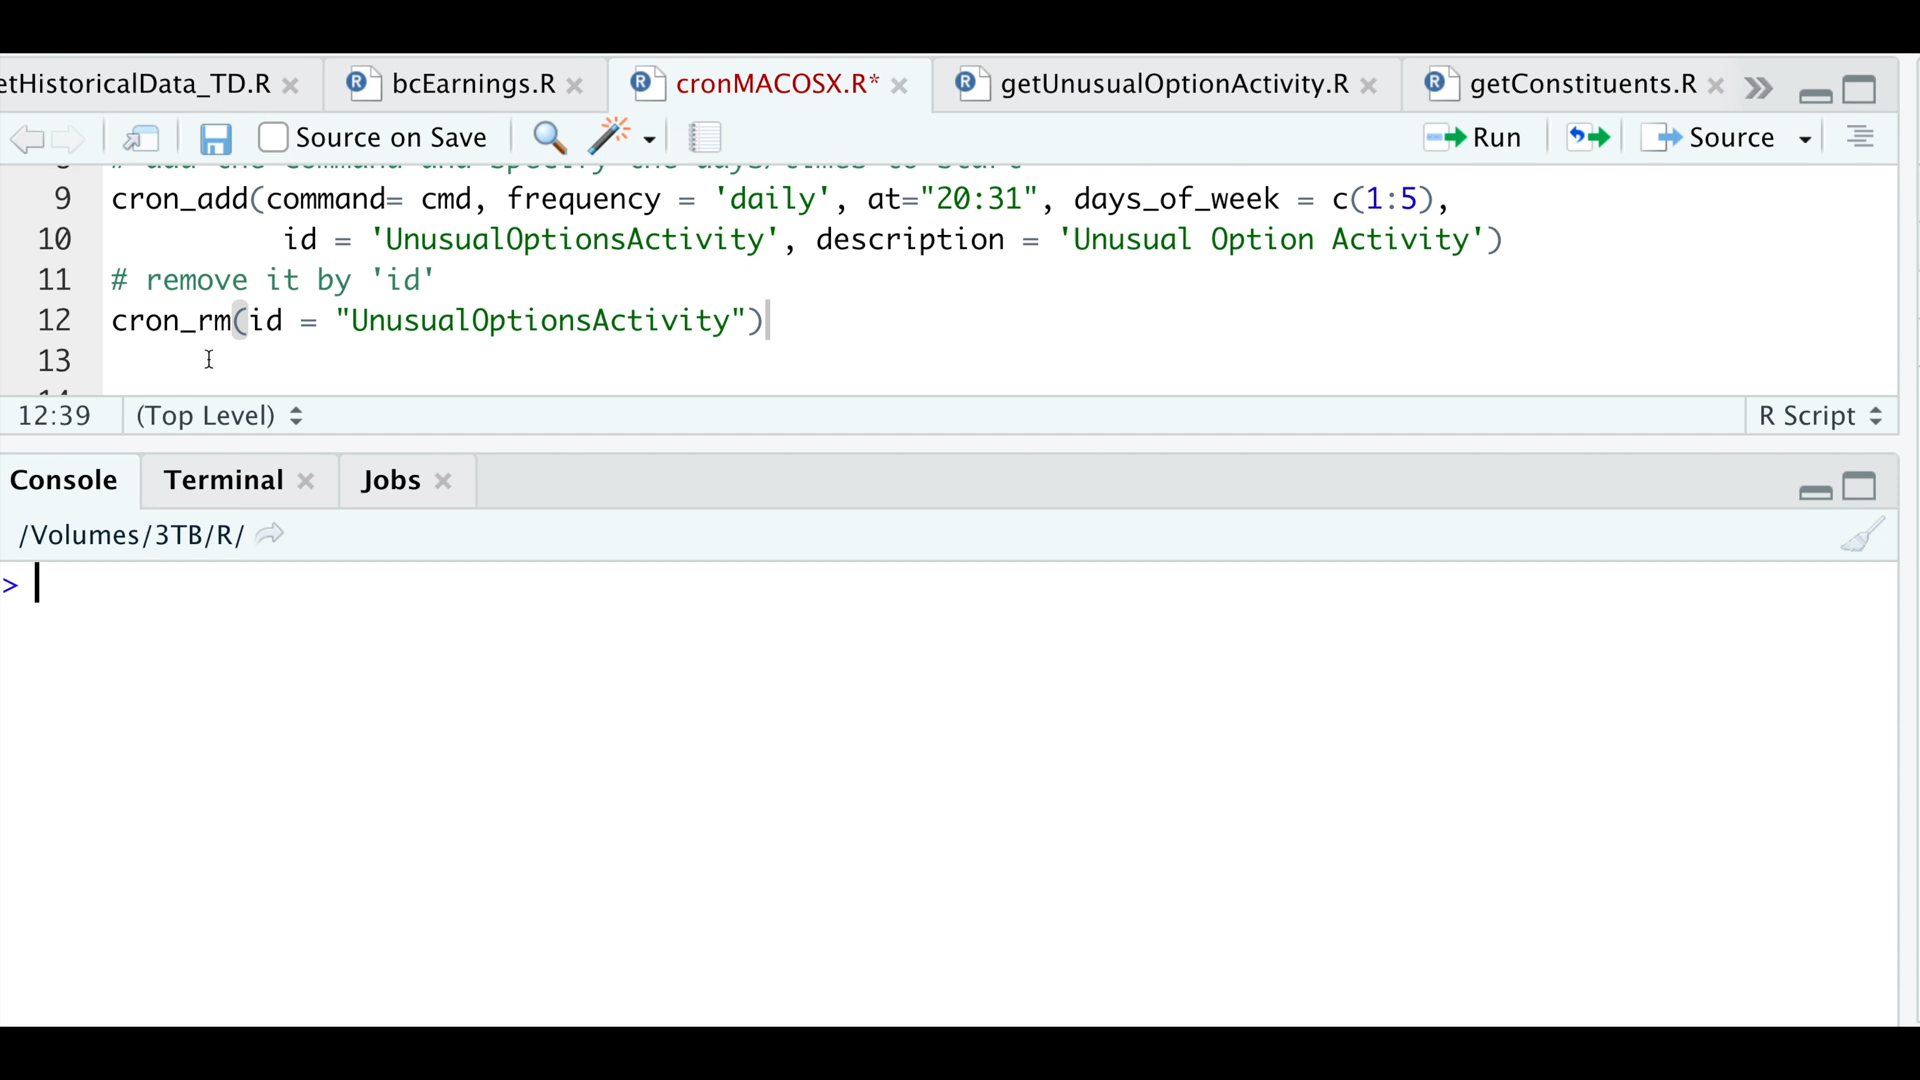 etHistoricalData_TD.R
bcEarnings.R
cronMACOSX.R*
getUnusualOptionActivity.R
getConstituents.R
Source on Save
Run
Source
9 cron_add(command= cmd, frequency = 'daily', at="20:31", days_of_week = c(1:5),
10 id = 'UnusualOptionsActivity', description = 'Unusual Option Activity')
11 # remove it by 'id'
12 cron_rm(id = "UnusualOptionsActivity")
13
12:39 (Top Level) R Script
Console Terminal Jobs
/Volumes/3TB/R/
>